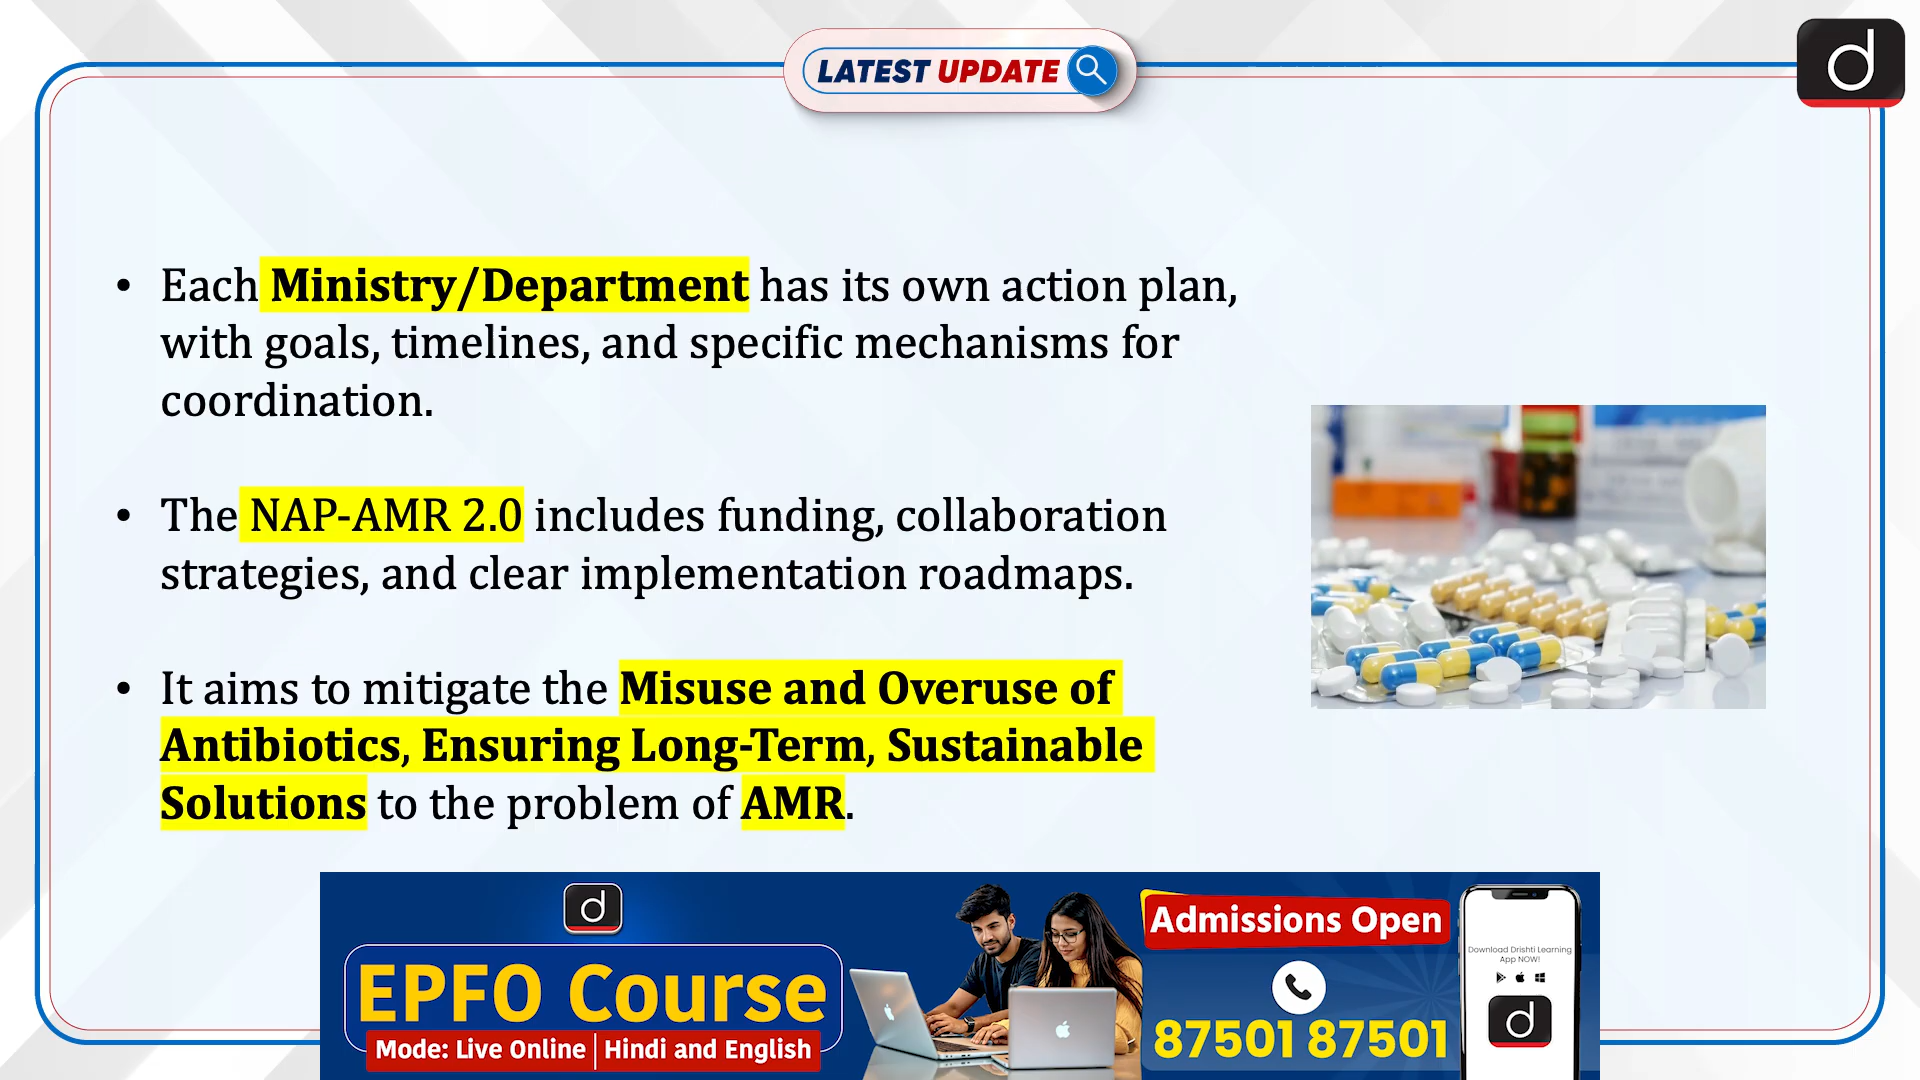 LATEST UPDATE
d
• Each Ministry/Department has its own action plan,
with goals, timelines, and specific mechanisms for
coordination.
• The NAP-AMR 2.0 includes funding, collaboration
strategies, and clear implementation roadmaps.
• It aims to mitigate the Misuse and Overuse of
Antibiotics, Ensuring Long-Term, Sustainable
Solutions to the problem of AMR.
d
EPFO Course
Mode: Live Online | Hindi and English
Admissions Open
87501 87501
Download Drishti Learning
App NOW!
d